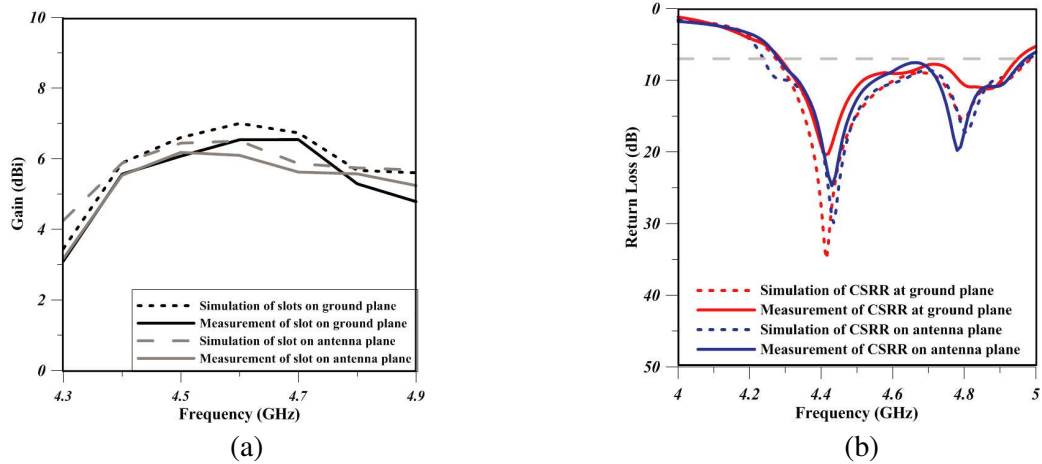 10
8
6
4
2
0
Gain (dBi)
Simulation of slots on ground plane
Measurement of slot on ground plane
Simulation of slot on antenna plane
Measurement of slot on antenna plane
4.3
4.5
4.7
4.9
Frequency (GHz)
(a)
0
10
20
30
40
50
Return Loss (dB)
Simulation of CSRR at ground plane
Measurement of CSRR at ground plane
Simulation of CSRR on antenna plane
Measurement of CSRR on antenna plane
4
4.2
4.4
4.6
4.8
5
Frequency (GHz)
(b)